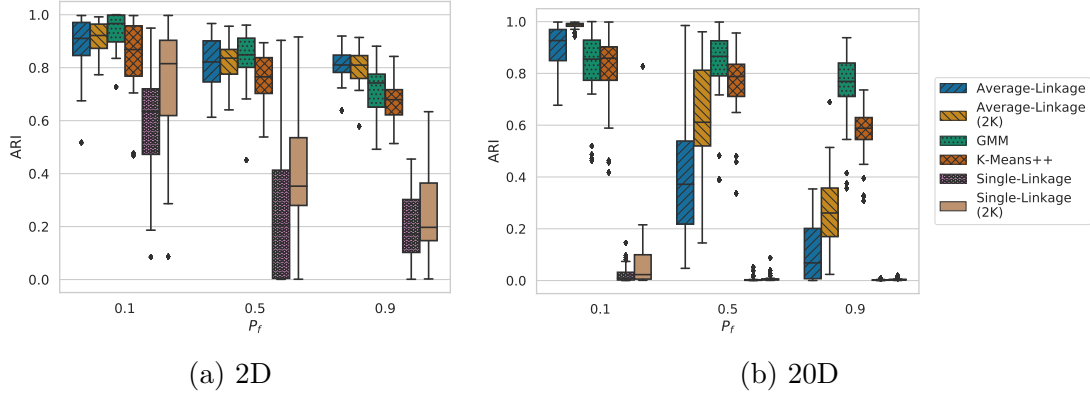 1.0
0.8
0.6
0.4
0.2
0.0
ARI
0.1
0.5
0.9
P_f
(a) 2D
1.0
0.8
0.6
0.4
0.2
0.0
ARI
0.1
0.5
0.9
P_f
(b) 20D
Average-Linkage
Average-Linkage
(2K)
GMM
K-Means++
Single-Linkage
Single-Linkage
(2K)